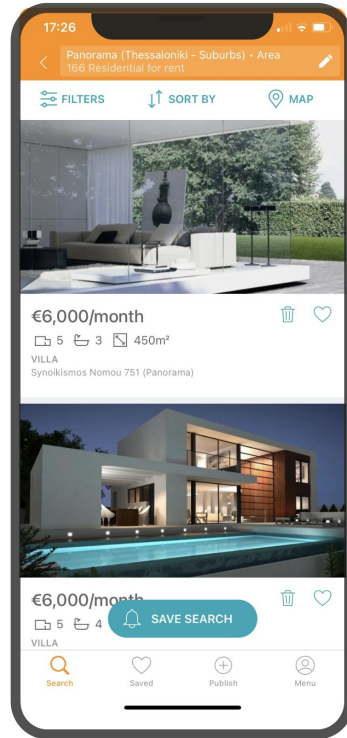 17:26
Panorama (Thessaloniki - Suburbs) • Area
166 Residential for rent
FILTERS
SORT BY
MAP
€6,000/month
5 3 450m²
VILLA
Synoikismos Nomou 751 (Panorama)
€6,000/month
5 4
SAVE SEARCH
VILLA
Search Saved Publish Menu